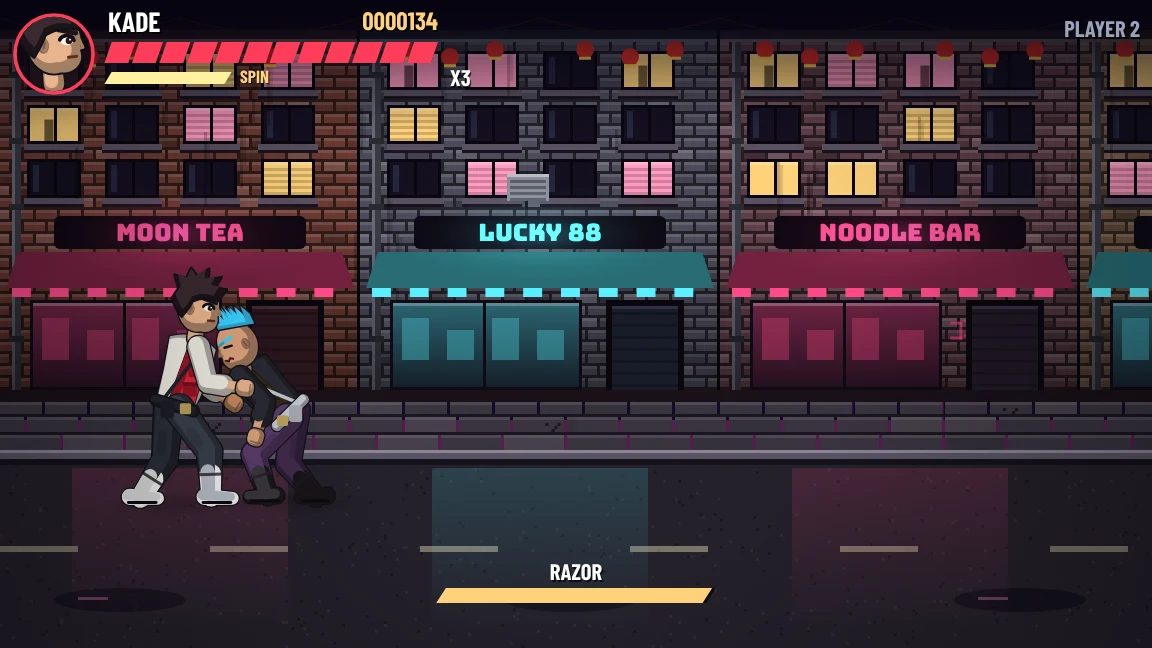 KADE
0000134
PLAYER 2
SPIN
X3
MOON TEA
LUCKY 88
NOODLE BAR
RAZOR